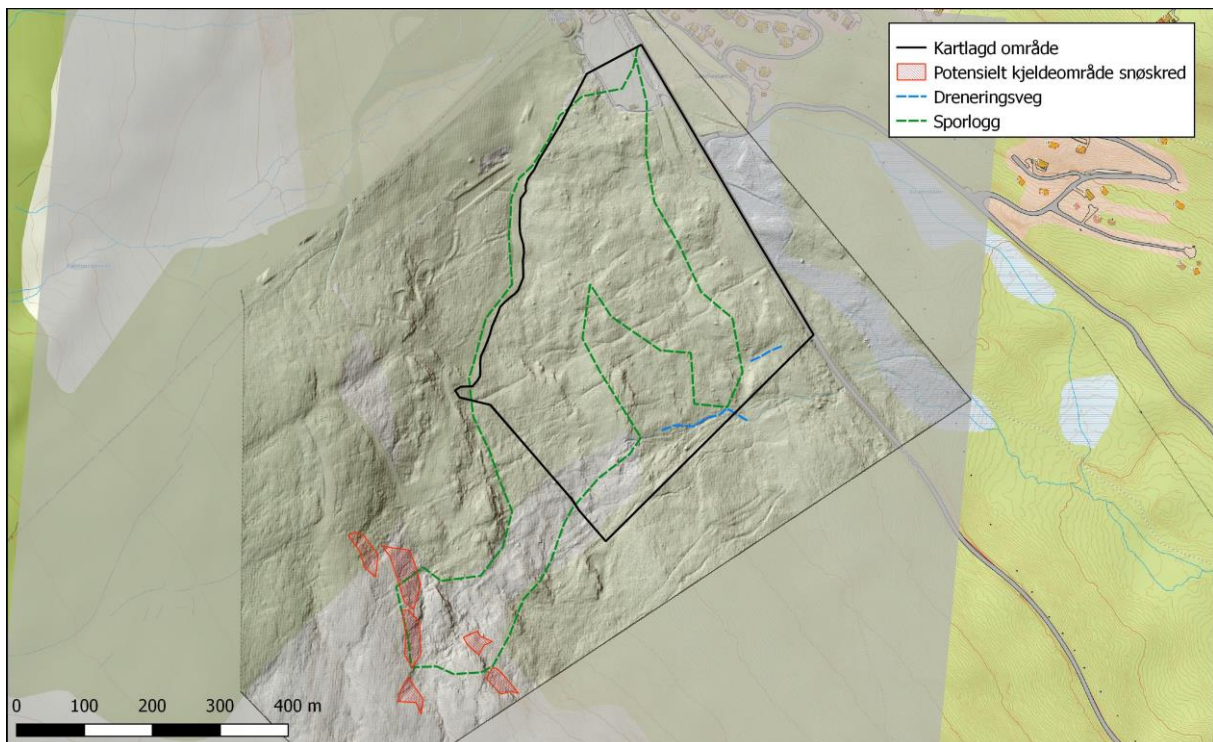 Kartlagd område
Potensielt kjeldeområde snøskred
Dreneringsveg
Sporlogg
0 100 200 300 400 m